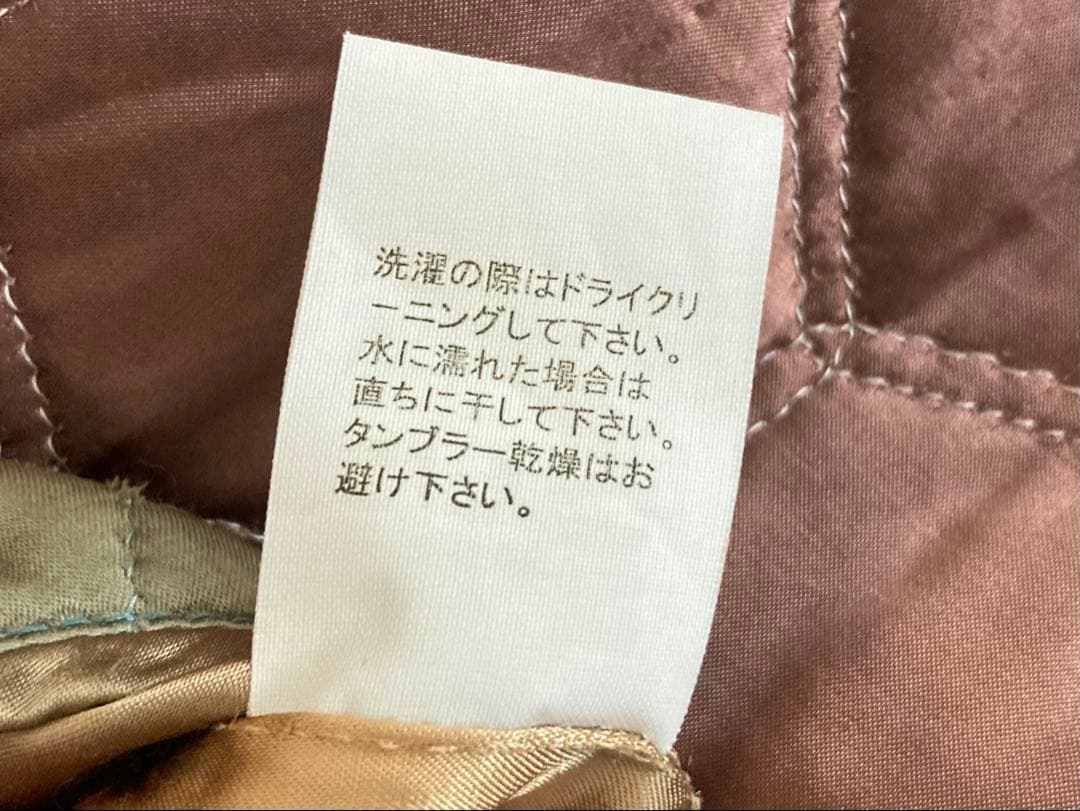 洗濯の際はドライクリ
ーニングして下さい。
水に濡れた場合は
直ちに干して下さい。
タンブラー乾燥はお
避け下さい。